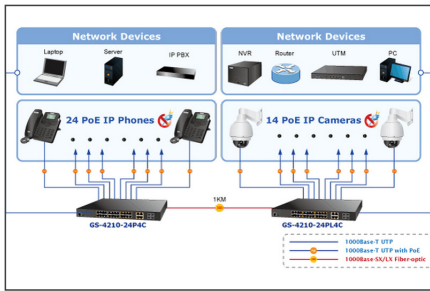 Network Devices
Laptop
Server
IP PBX
Network Devices
NVR
Router
UTM
PC
24 PoE IP Phones
14 PoE IP Cameras
1KM
GS-4210-24P4C
GS-4210-24PL4C
1000Base-T UTP
1000Base-T UTP with PoE
1000Base-SX/LX Fiber-optic